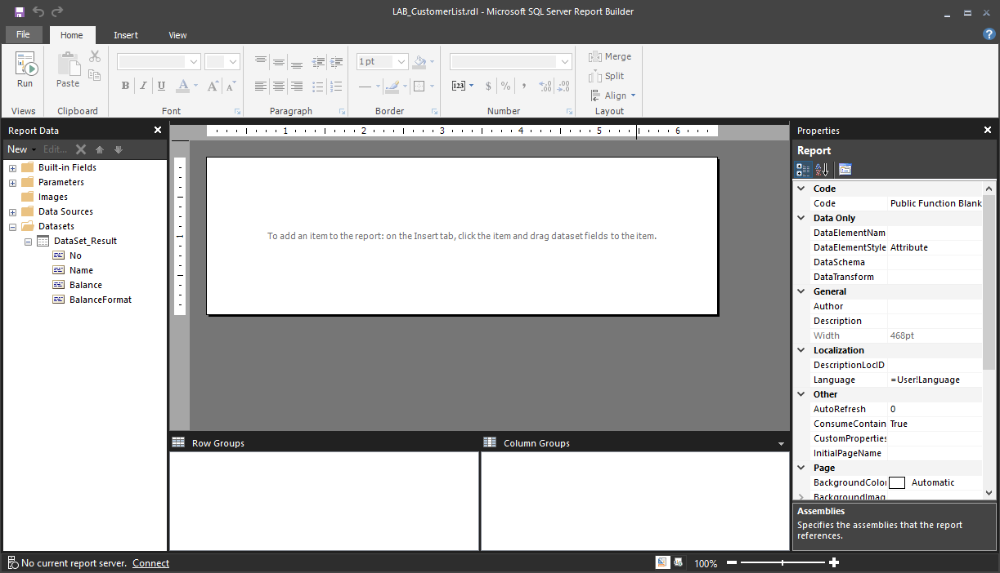 LAB_CustomerList.rdl - Microsoft SQL Server Report Builder
File
Home
Insert
View
?
Run
Views
Paste
Clipboard
B I U A A A
Font
Paragraph
1 pt
Border
123 $ % , .00 .00
Number
Merge
Split
Align
Layout
Report Data
New Edit...
Built-in Fields
Parameters
Images
Data Sources
Datasets
DataSet_Result
No
Name
Balance
BalanceFormat
1 2 3 4 5 6
To add an item to the report: on the Insert tab, click the item and drag dataset fields to the item.
Row Groups
Column Groups
Properties
Report
Code
Code Public Function Blank
Data Only
DataElementNam
DataElementStyle Attribute
DataSchema
DataTransform
General
Author
Description
Width 468pt
Localization
DescriptionLocID
Language =User!Language
Other
AutoRefresh 0
ConsumeContain True
CustomProperties
InitialPageName
Page
BackgroundColor Automatic
BackgroundImag
Assemblies
Specifies the assemblies that the report
references.
No current report server. Connect
100%